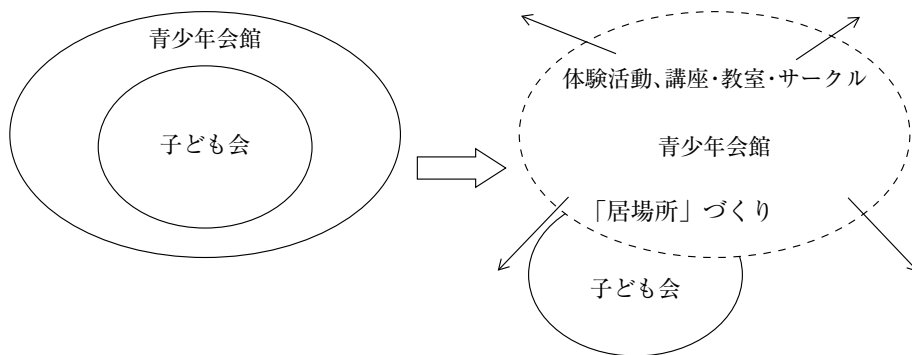 青少年会館
子ども会
体験活動、講座・教室・サークル
青少年会館
「居場所」づくり
子ども会